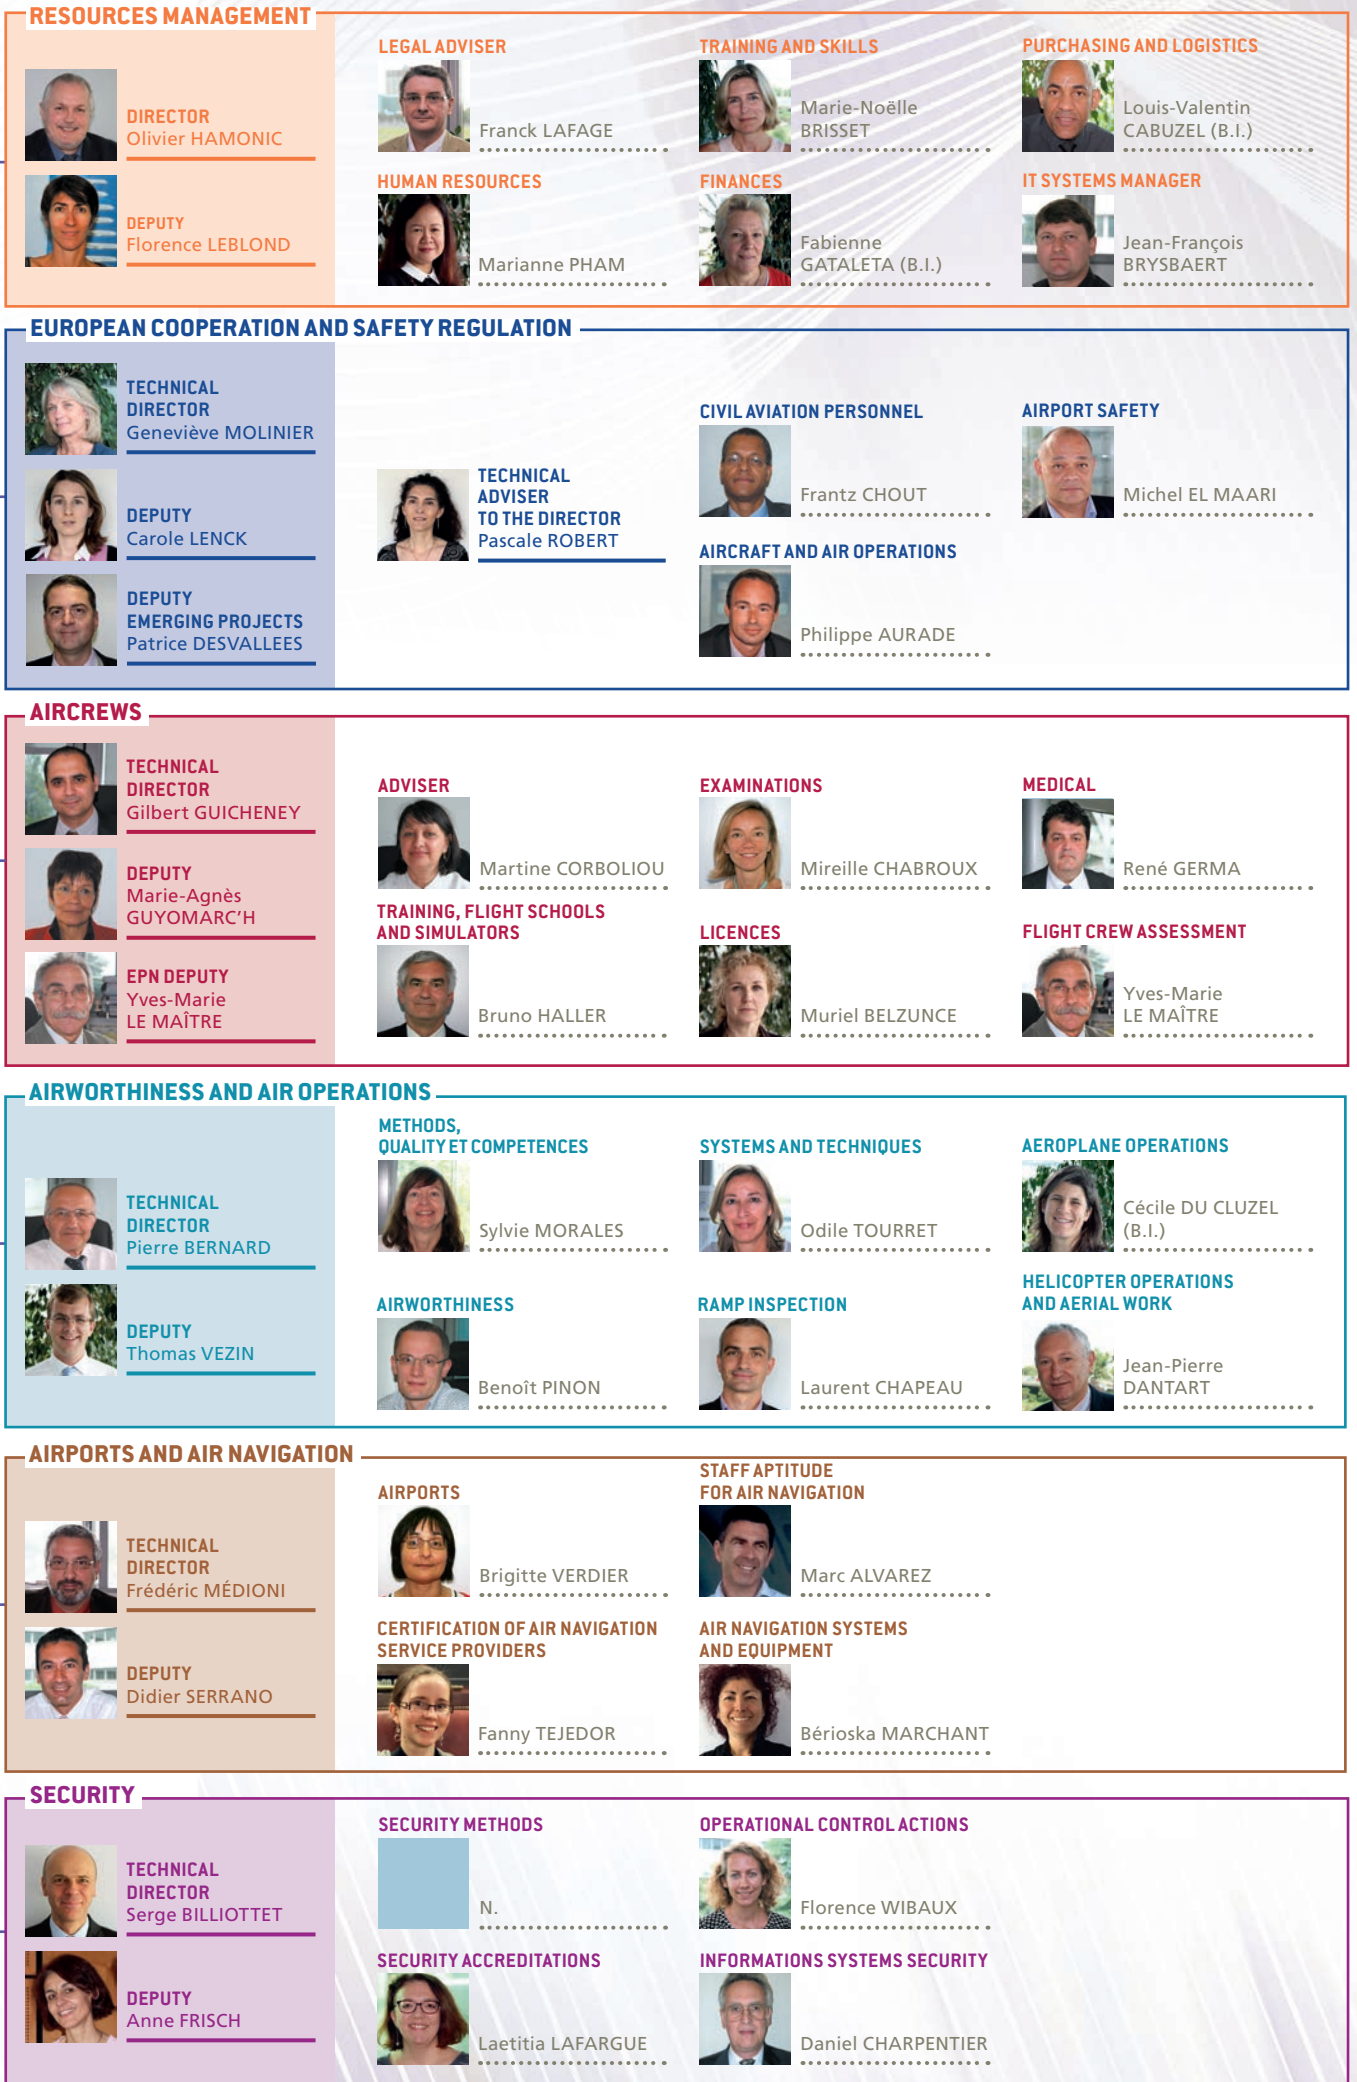 RESOURCES MANAGEMENT
DIRECTOR
Olivier HAMONIC
DEPUTY
Florence LEBLOND
LEGAL ADVISER
Franck LAFAGE
TRAINING AND SKILLS
Marie-Noëlle
BRISSET
PURCHASING AND LOGISTICS
Louis-Valentin
CABUZEL (B.I.)
HUMAN RESOURCES
Marianne PHAM
FINANCES
Fabienne
GATALETA (B.I.)
IT SYSTEMS MANAGER
Jean-François
BRYSBAERT
EUROPEAN COOPERATION AND SAFETY REGULATION
TECHNICAL
DIRECTOR
Geneviève MOLINIER
DEPUTY
Carole LENCK
DEPUTY
EMERGING PROJECTS
Patrice DESVALLEES
TECHNICAL
ADVISER
TO THE DIRECTOR
Pascale ROBERT
CIVIL AVIATION PERSONNEL
Frantz CHOUT
AIRPORT SAFETY
Michel EL MAARI
AIRCRAFT AND AIR OPERATIONS
Philippe AURADE
AIRCREWS
TECHNICAL
DIRECTOR
Gilbert GUICHENEY
DEPUTY
Marie-Agnès
GUYOMARC'H
EPN DEPUTY
Yves-Marie
LE MAÎTRE
ADVISER
Martine CORBOLIOU
EXAMINATIONS
Mireille CHABROUX
MEDICAL
René GERMA
TRAINING, FLIGHT SCHOOLS
AND SIMULATORS
Bruno HALLER
LICENCES
Muriel BELZUNCE
FLIGHT CREW ASSESSMENT
Yves-Marie
LE MAÎTRE
AIRWORTHINESS AND AIR OPERATIONS
TECHNICAL
DIRECTOR
Pierre BERNARD
DEPUTY
Thomas VEZIN
METHODS,
QUALITY ET COMPETENCES
Sylvie MORALES
SYSTEMS AND TECHNIQUES
Odile TOURRET
AEROPLANE OPERATIONS
Cécile DU CLUZEL
(B.I.)
AIRWORTHINESS
Benoît PINON
RAMP INSPECTION
Laurent CHAPEAU
HELICOPTER OPERATIONS
AND AERIAL WORK
Jean-Pierre
DANTART
AIRPORTS AND AIR NAVIGATION
TECHNICAL
DIRECTOR
Frédéric MÉDIONI
DEPUTY
Didier SERRANO
AIRPORTS
Brigitte VERDIER
STAFF APTITUDE
FOR AIR NAVIGATION
Marc ALVAREZ
CERTIFICATION OF AIR NAVIGATION
SERVICE PROVIDERS
Fanny TEJEDOR
AIR NAVIGATION SYSTEMS
AND EQUIPMENT
Bérioska MARCHANT
SECURITY
TECHNICAL
DIRECTOR
Serge BILLIOTTET
DEPUTY
Anne FRISCH
SECURITY METHODS
N.
OPERATIONAL CONTROL ACTIONS
Florence WIBAUX
SECURITY ACCREDITATIONS
Laetitia LAFARGUE
INFORMATIONS SYSTEMS SECURITY
Daniel CHARPENTIER